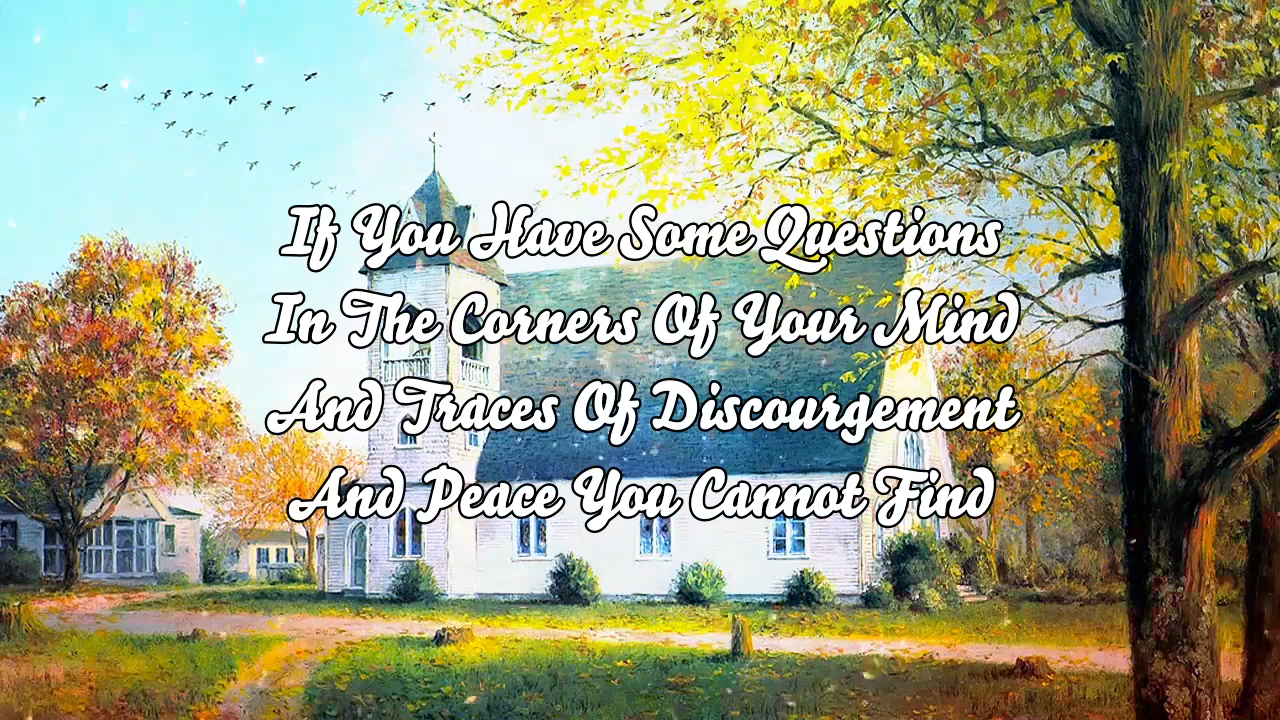 If You Have Some Questions
In The Corners Of Your Mind
And Traces Of Discourgement
And Peace You Cannot Find